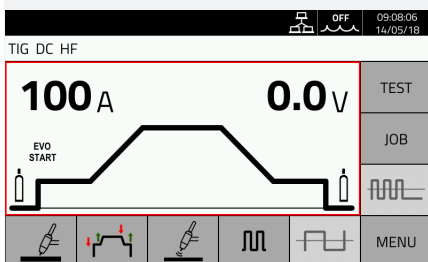 OFF
09:08:06
14/05/18
TIG DC HF
100 A
0.0 V
EVO
START
TEST
JOB
MENU